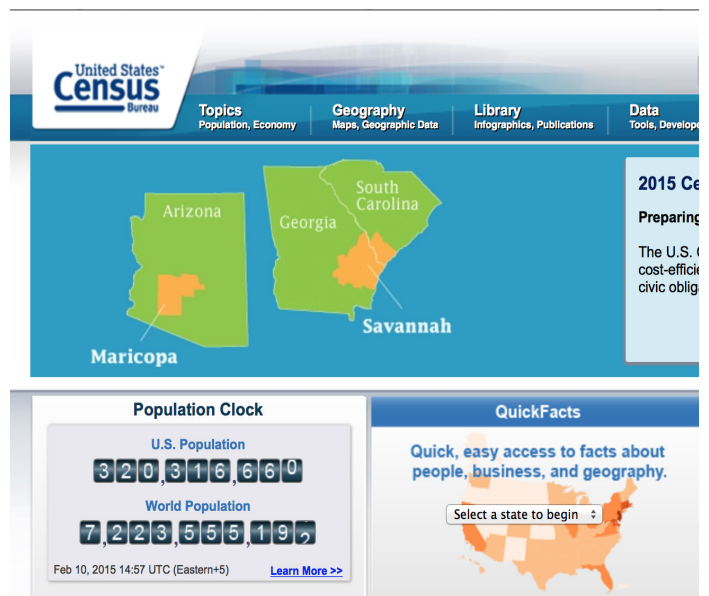 United States™
Census
Bureau
Topics
Population, Economy
Geography
Maps, Geographic Data
Library
Infographics, Publications
Data
Tools, Develope
2015 Ce
Preparing
The U.S.
cost-efficie
civic oblig
Arizona
Georgia
South
Carolina
Savannah
Maricopa
Population Clock
U.S. Population
320,316,660
World Population
7,223,555,192
Feb 10, 2015 14:57 UTC (Eastern+5)
Learn More >>
QuickFacts
Quick, easy access to facts about
people, business, and geography.
Select a state to begin